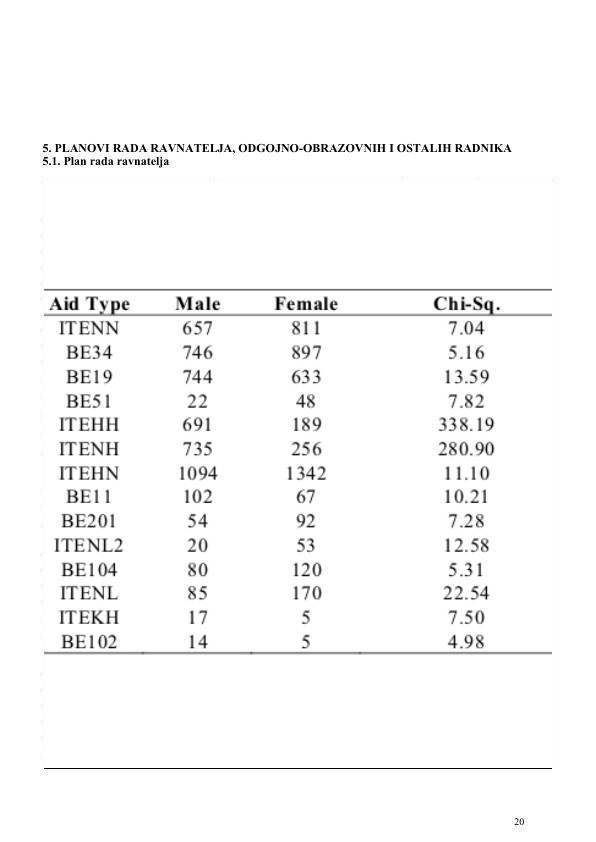 5. PLANOVI RADA RAVNATELJA, ODGOJNO-OBRAZOVNIH I OSTALIH RADNIKA
5.1. Plan rada ravnatelja
Aid Type Male Female Chi-Sq.
ITENN 657 811 7.04
BE34 746 897 5.16
BE19 744 633 13.59
BE51 22 48 7.82
ITEHH 691 189 338.19
ITENH 735 256 280.90
ITEHN 1094 1342 11.10
BE11 102 67 10.21
BE201 54 92 7.28
ITENL2 20 53 12.58
BE104 80 120 5.31
ITENL 85 170 22.54
ITEKH 17 5 7.50
BE102 14 5 4.98
20